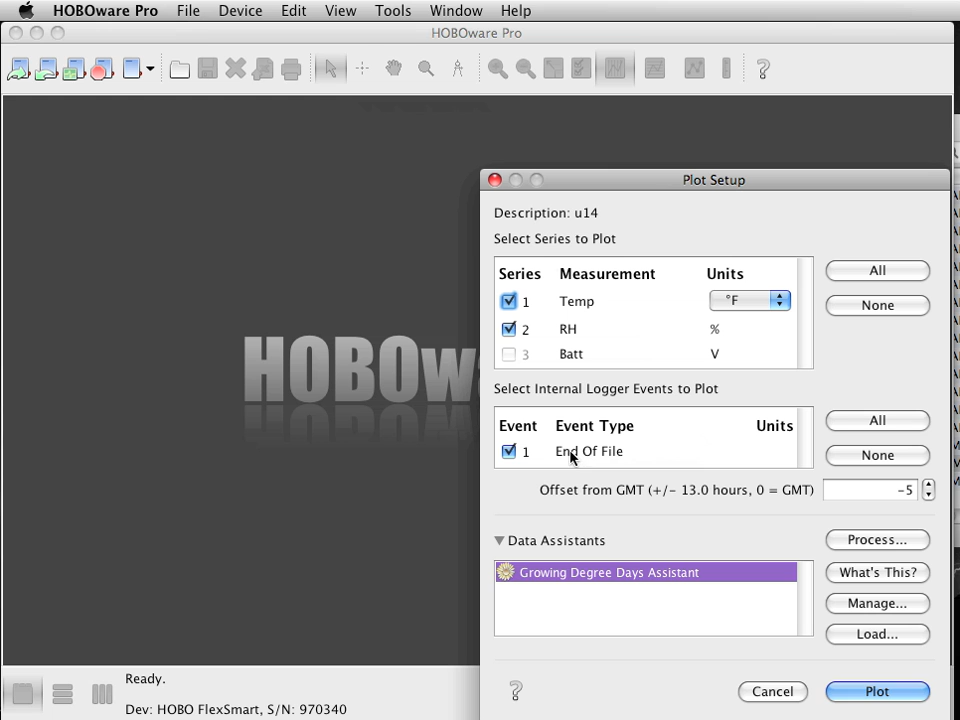 HOBOware Pro File Device Edit View Tools Window Help
HOBOware Pro
HOBOw
Plot Setup
Description: u14
Select Series to Plot
Series Measurement Units
1 Temp °F
2 RH %
3 Batt V
All
None
Select Internal Logger Events to Plot
Event Event Type Units
1 End Of File
All
None
Offset from GMT (+/- 13.0 hours, 0 = GMT) -5
Data Assistants
Process...
Growing Degree Days Assistant
What's This?
Manage...
Load...
Cancel
Plot
Ready.
Dev: HOBO FlexSmart, S/N: 970340